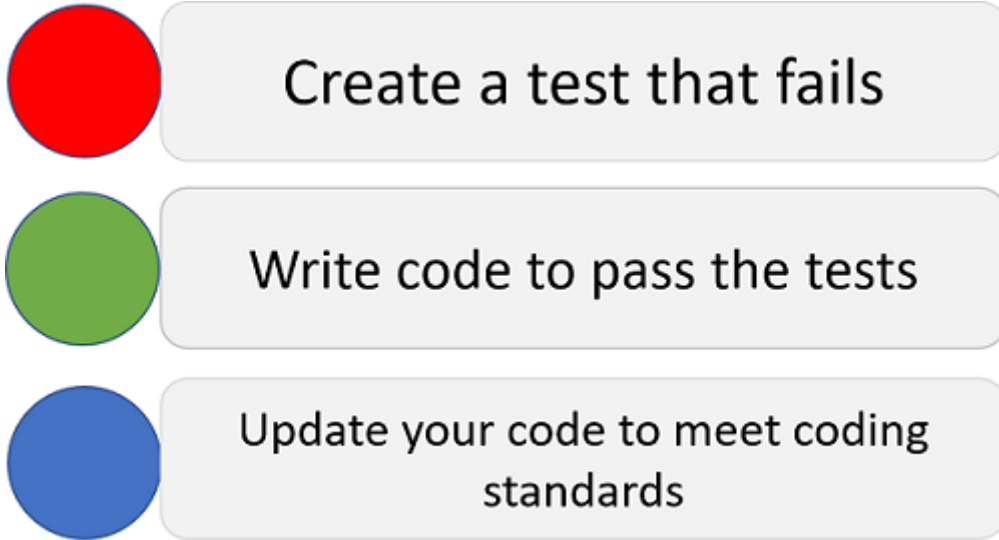 Create a test that fails
Write code to pass the tests
Update your code to meet coding
standards